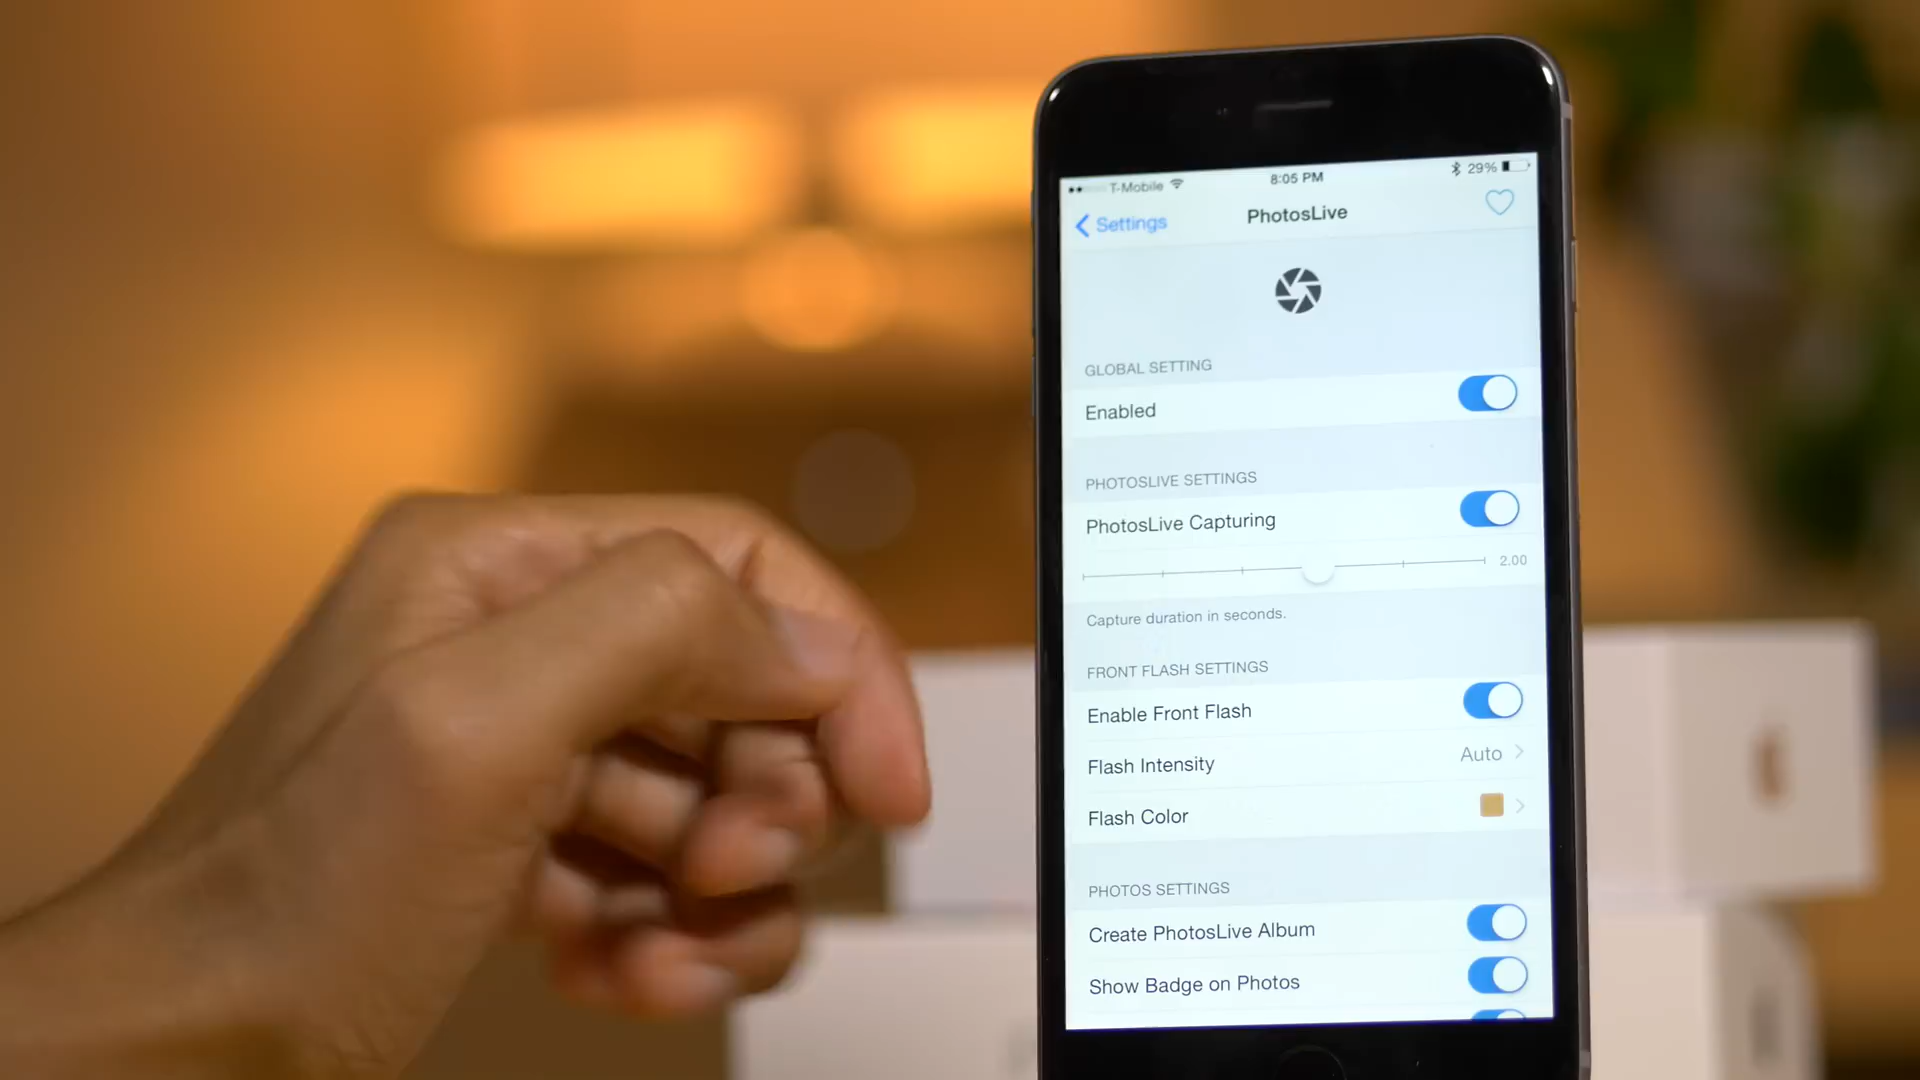 T-Mobile 8:05 PM 29%
Settings PhotosLive
GLOBAL SETTING
Enabled
PHOTOSLIVE SETTINGS
PhotosLive Capturing
2.00
Capture duration in seconds.
FRONT FLASH SETTINGS
Enable Front Flash
Flash Intensity Auto
Flash Color
PHOTOS SETTINGS
Create PhotosLive Album
Show Badge on Photos